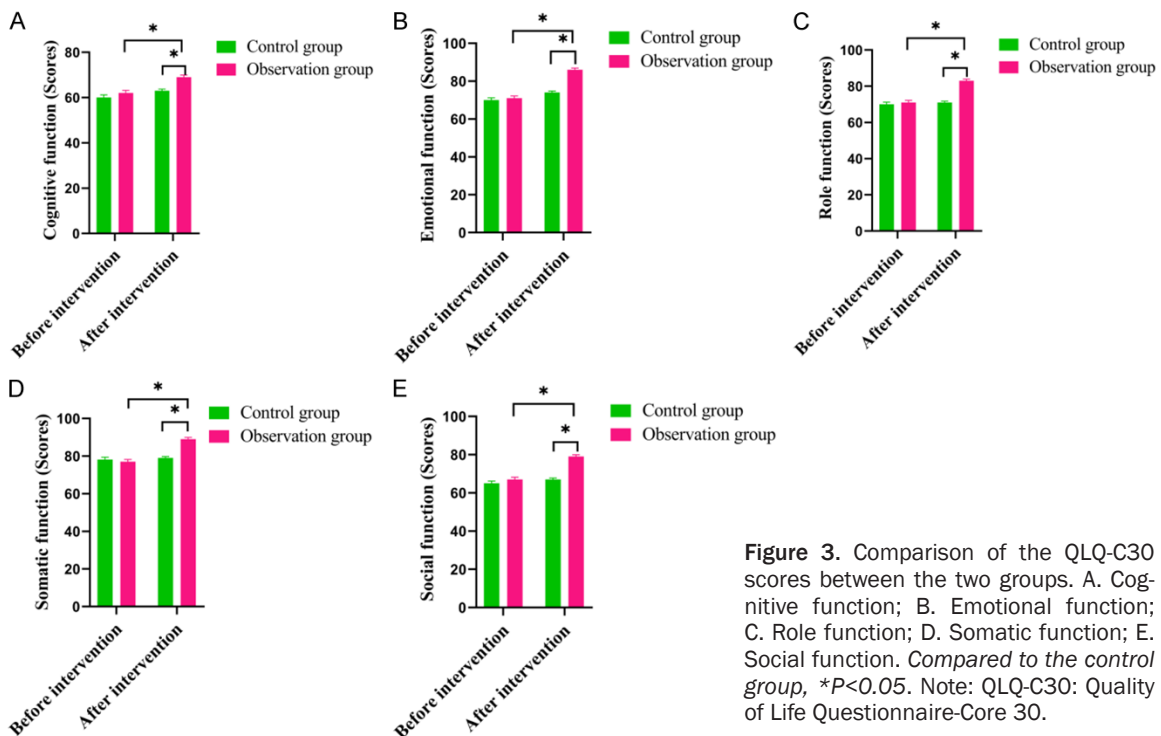 A
Cognitive function (Scores)
80
60
40
20
0
*
*
Control group
Observation group
Before intervention
After intervention
B
Emotional function (Scores)
100
80
60
40
20
0
*
*
Control group
Observation group
Before intervention
After intervention
C
Role function (Scores)
100
80
60
40
20
0
*
*
Control group
Observation group
Before intervention
After intervention
D
Somatic function (Scores)
100
80
60
40
20
0
*
*
Control group
Observation group
Before intervention
After intervention
E
Social function (Scores)
100
80
60
40
20
0
*
*
Control group
Observation group
Before intervention
After intervention
Figure 3. Comparison of the QLQ-C30
scores between the two groups. A. Cog-
nitive function; B. Emotional function;
C. Role function; D. Somatic function; E.
Social function. Compared to the control
group, *P<0.05. Note: QLQ-C30: Quality
of Life Questionnaire-Core 30.